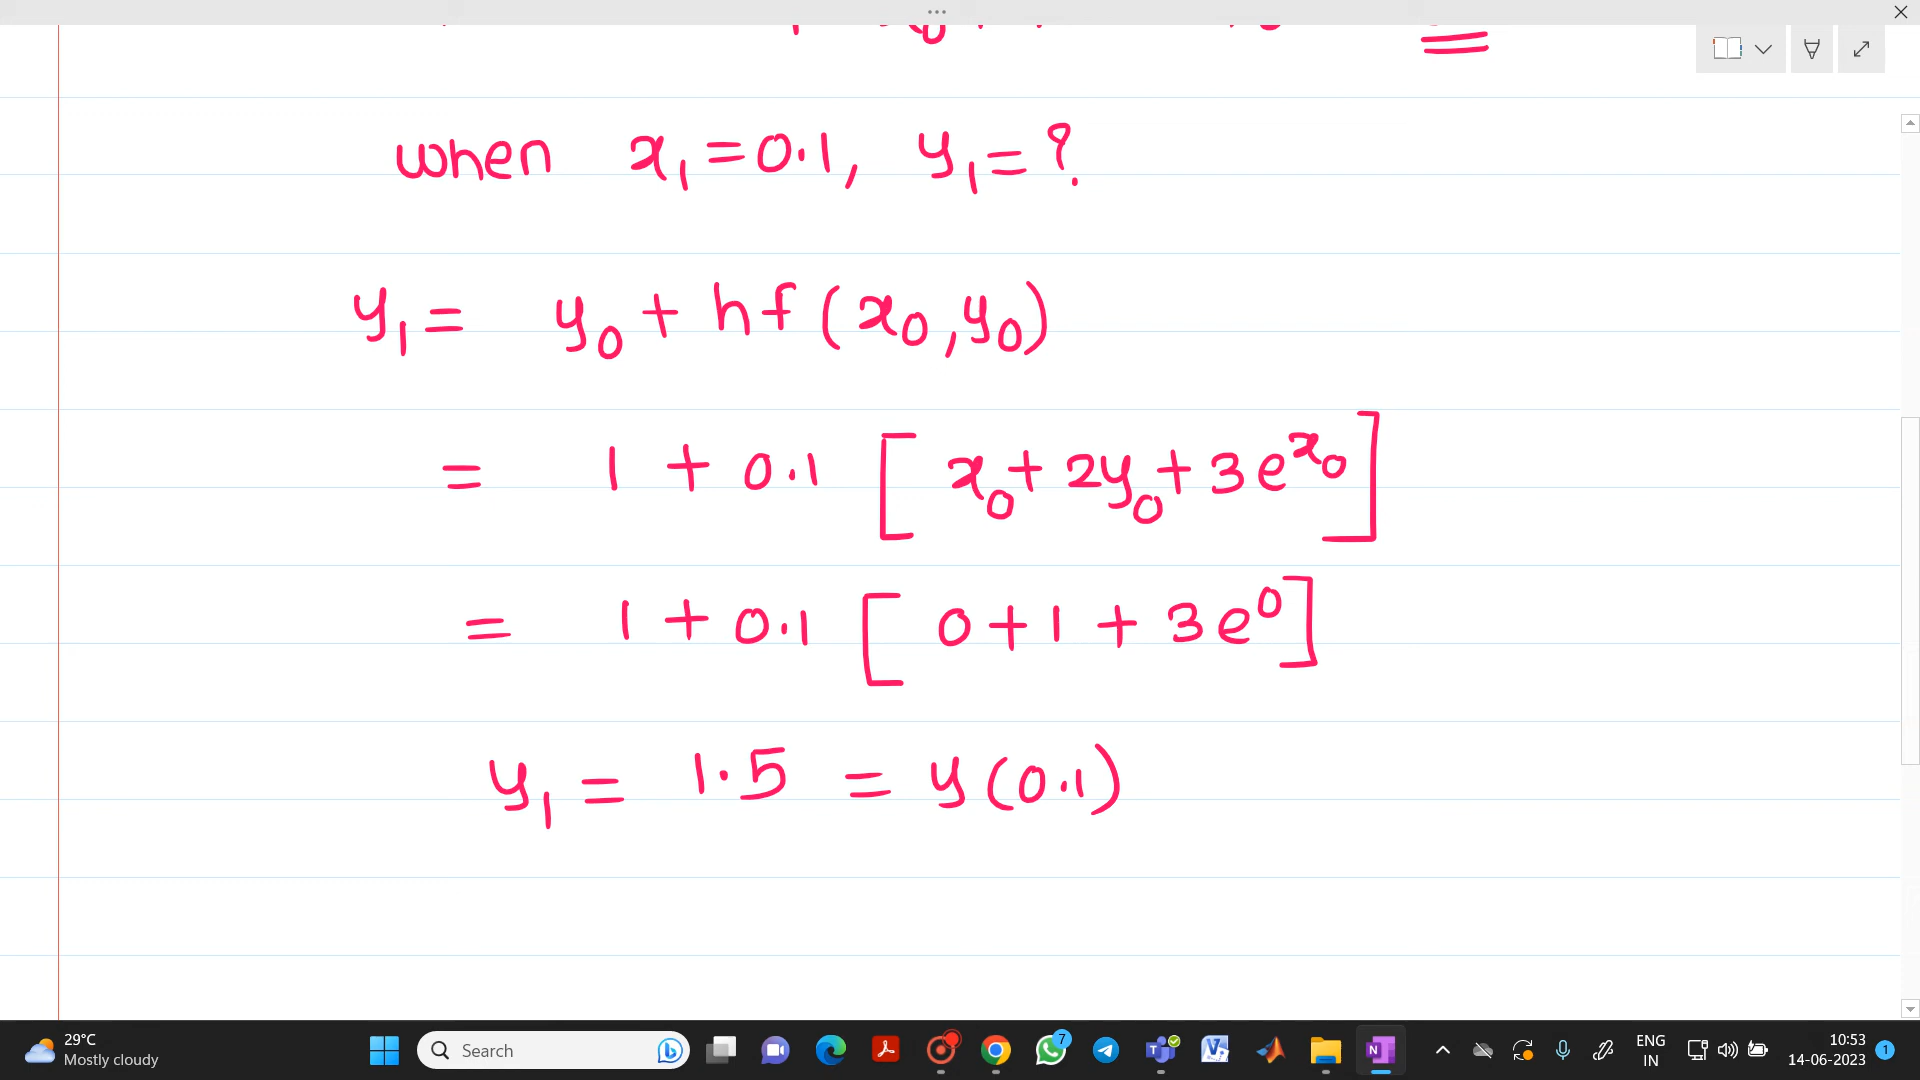 when x₁ = 0.1, y₁ = ?
y₁ = y₀ + hf(x₀, y₀)
= 1 + 0.1 [x₀ + 2y₀ + 3e^x₀]
= 1 + 0.1 [0 + 1 + 3e⁰]
y₁ = 1.5 = y(0.1)
29°C
Mostly cloudy
Search
7
ENG
IN
10:53
14-06-2023
1